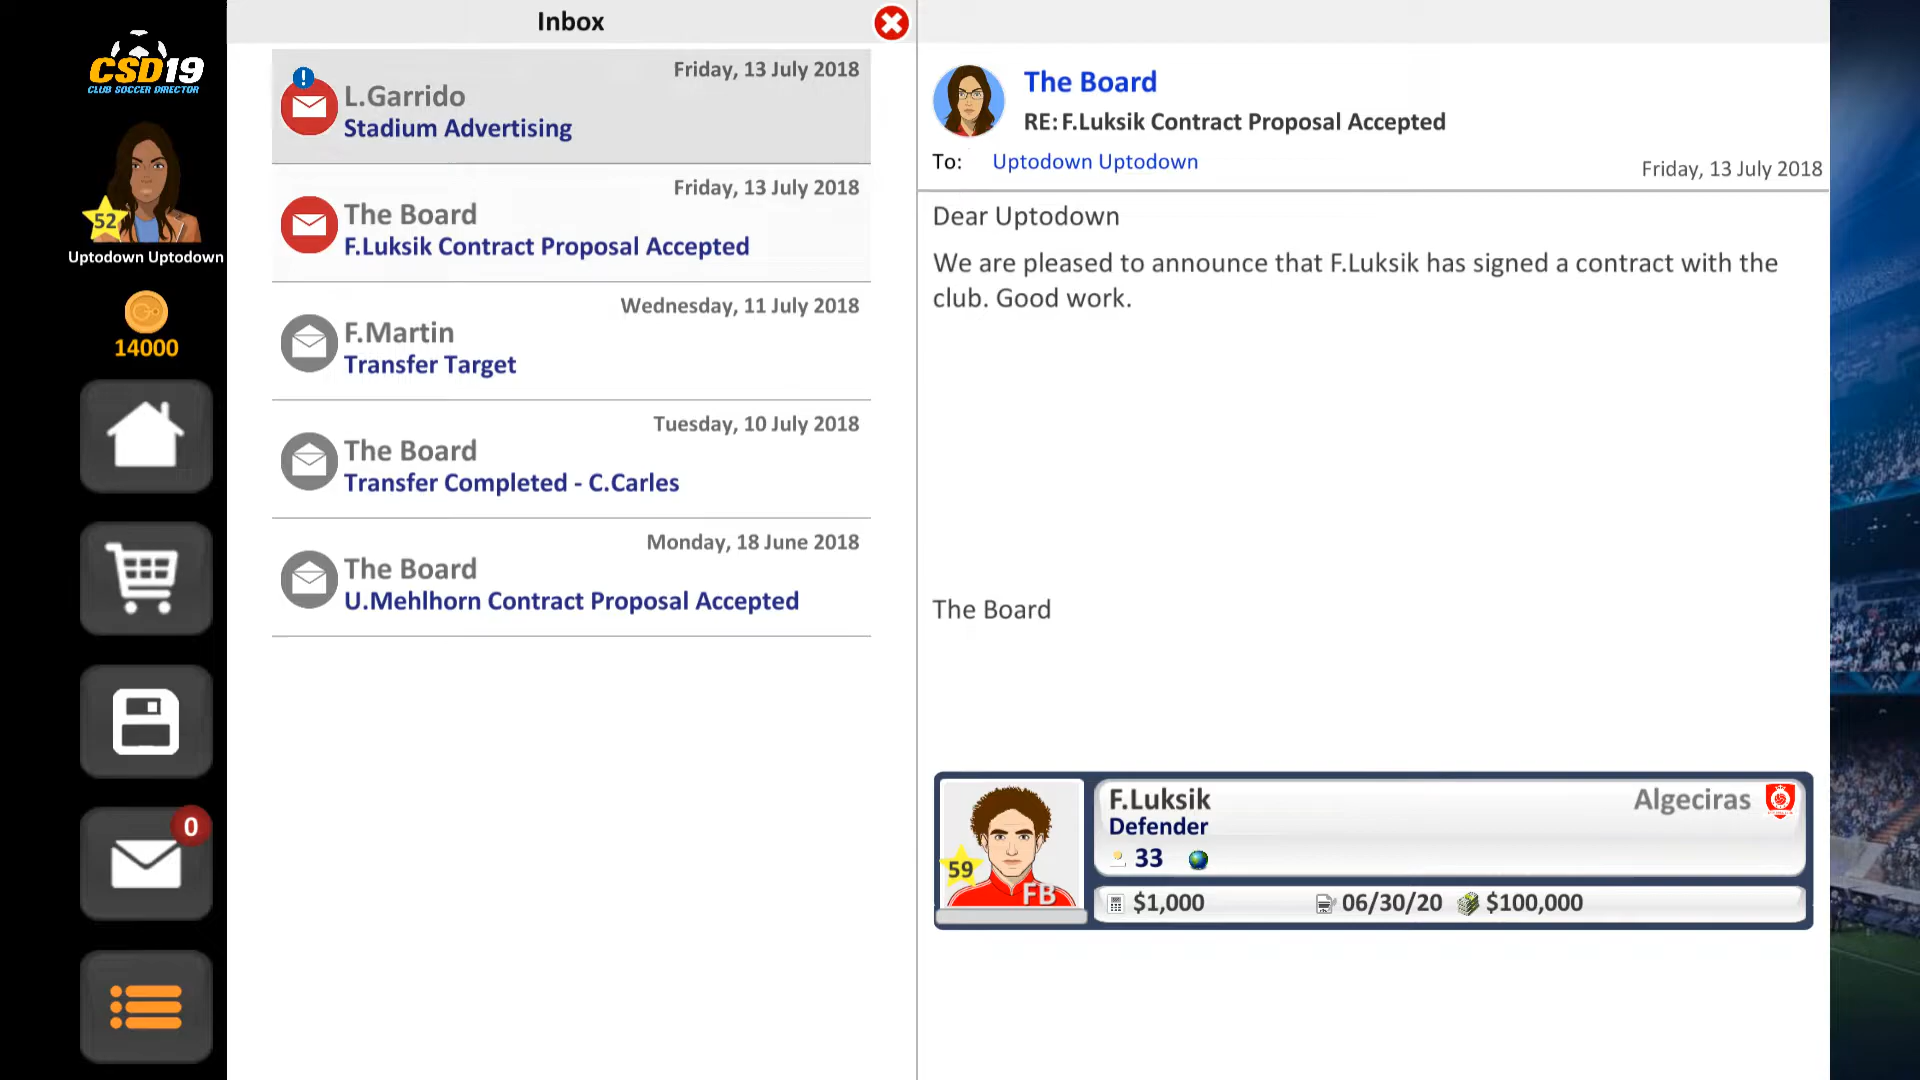 CSD19
CLUB SOCCER DIRECTOR
52
Uptodown Uptodown
14000
0
Inbox
Friday, 13 July 2018
L.Garrido
Stadium Advertising
Friday, 13 July 2018
The Board
F.Luksik Contract Proposal Accepted
Wednesday, 11 July 2018
F.Martin
Transfer Target
Tuesday, 10 July 2018
The Board
Transfer Completed - C.Carles
Monday, 18 June 2018
The Board
U.Mehlhorn Contract Proposal Accepted
The Board
RE: F.Luksik Contract Proposal Accepted
To: Uptodown Uptodown
Friday, 13 July 2018
Dear Uptodown
We are pleased to announce that F.Luksik has signed a contract with the
club. Good work.
The Board
F.Luksik
Algeciras
Defender
33
59
FB
$1,000 06/30/20 $100,000